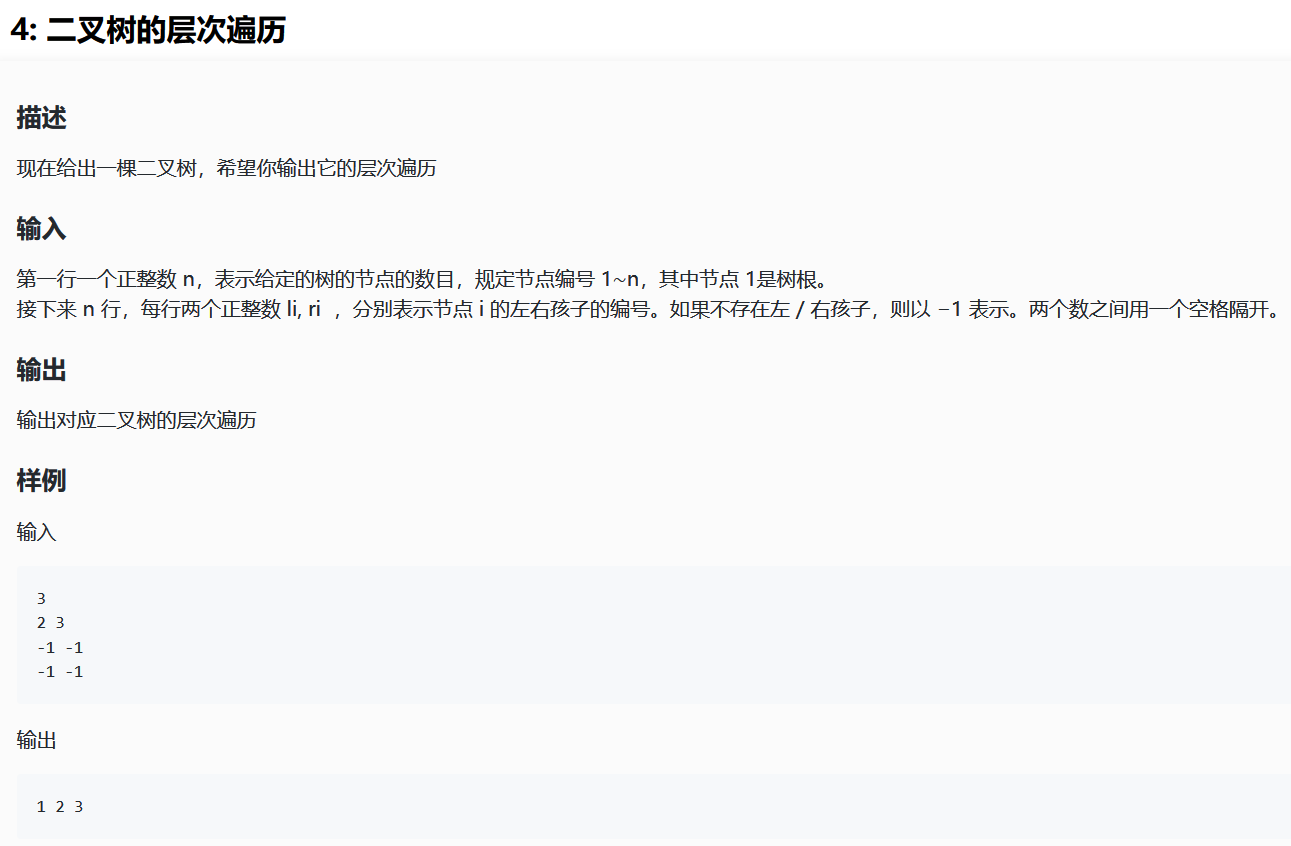 4: 二叉树的层次遍历
描述
现在给出一棵二叉树，希望你输出它的层次遍历
输入
第一行一个正整数 n，表示给定的树的节点的数目，规定节点编号 1~n，其中节点 1是树根。
接下来 n 行，每行两个正整数 li, ri ，分别表示节点 i 的左右孩子的编号。如果不存在左 / 右孩子，则以 −1 表示。两个数之间用一个空格隔开。
输出
输出对应二叉树的层次遍历
样例
输入
3
2 3
-1 -1
-1 -1
输出
1 2 3